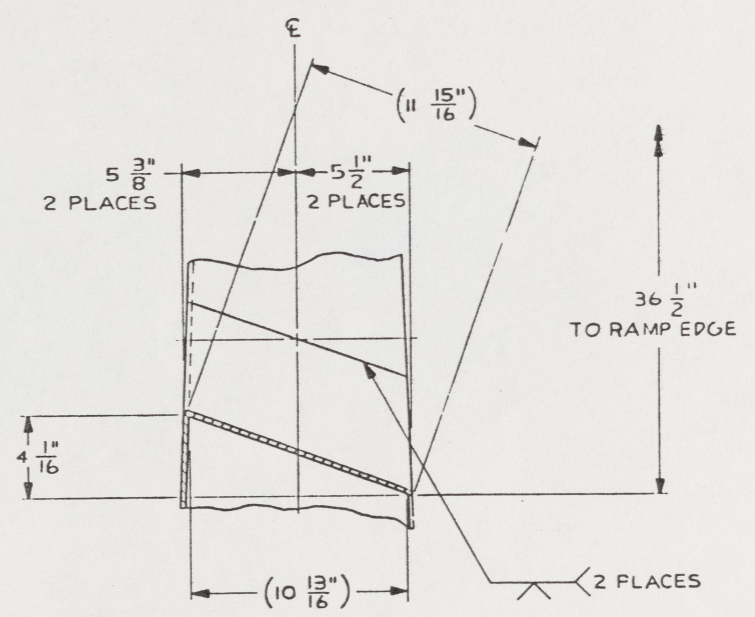 ℄
(11 15/16")
5 3/8"
2 PLACES
5 1/2"
2 PLACES
36 1/2"
TO RAMP EDGE
4 1/16"
(10 13/16")
2 PLACES